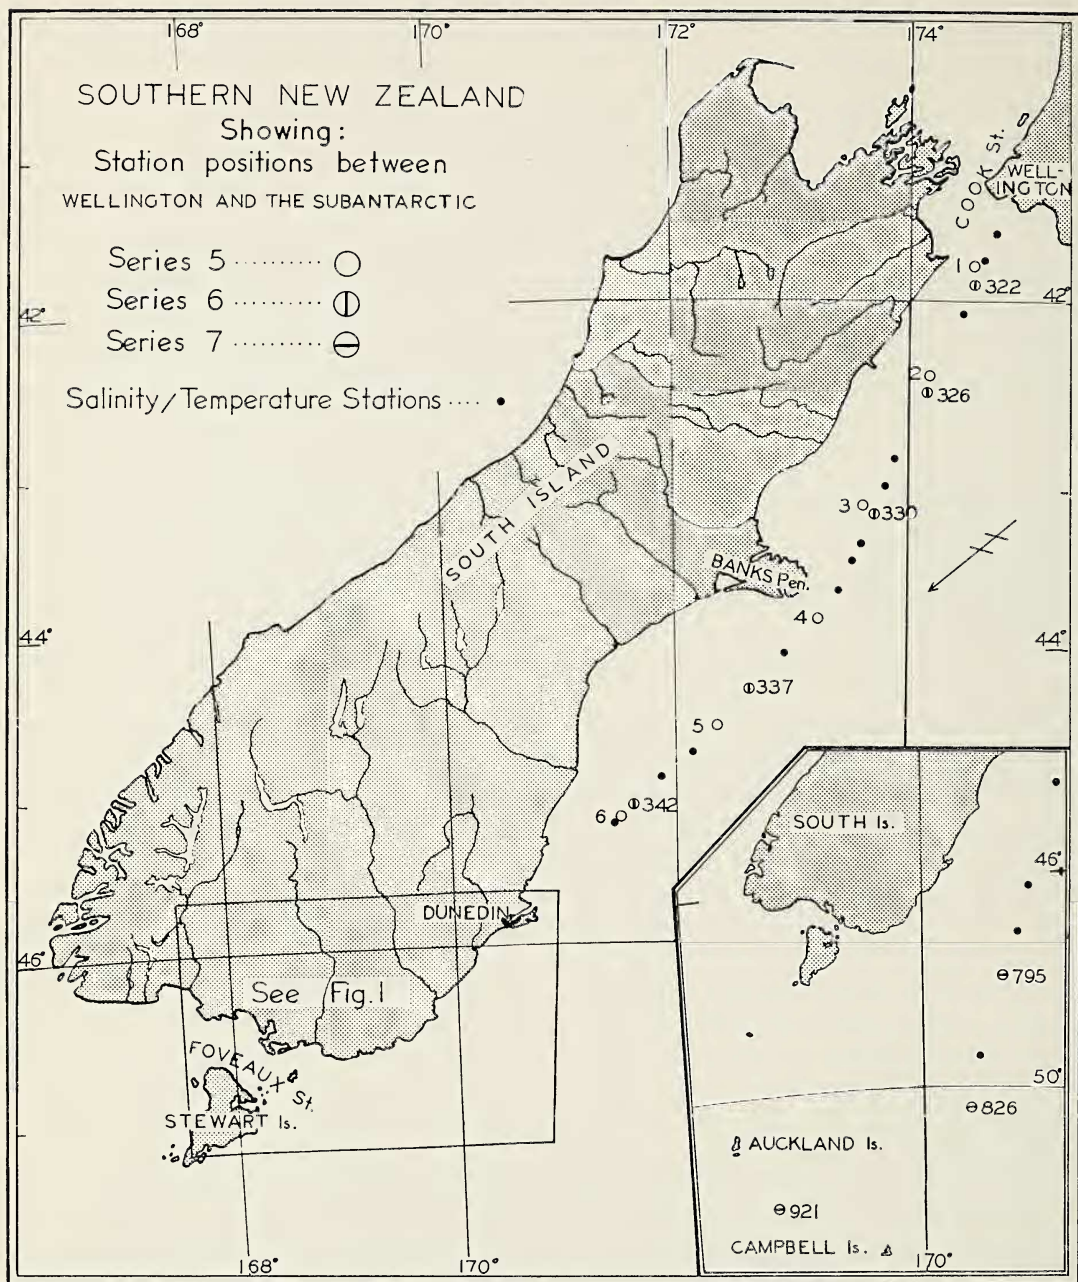 168°
170°
172°
174°
SOUTHERN NEW ZEALAND
Showing:
Station positions between
WELLINGTON AND THE SUBANTARCTIC
Series 5 ..........
Series 6 ..........
Series 7 ..........
Salinity/Temperature Stations ....
COOK St.
WELL-
INGTON
1
322
42°
42°
2
326
SOUTH ISLAND
3
330
BANKS Pen.
4
44°
44°
337
5
342
6
SOUTH Is.
46°
DUNEDIN
46°
795
See Fig.1
FOVEAUX St.
50°
826
STEWART Is.
AUCKLAND Is.
921
CAMPBELL Is.
168°
170°
170°